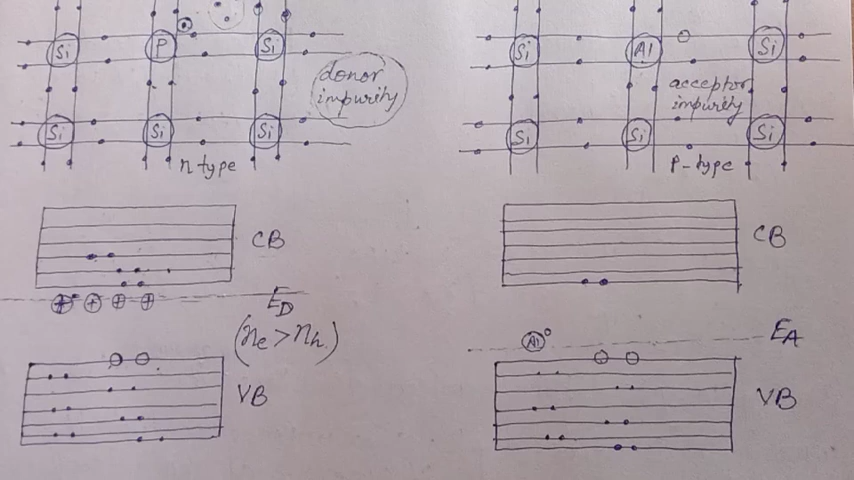 Si P Si
donor
impurity
Si Si Si
n type
CB
E_D
(n_e > n_h)
VB
Si Al Si
acceptor
impurity
Si Si Si
P-type
CB
Al
E_A
VB